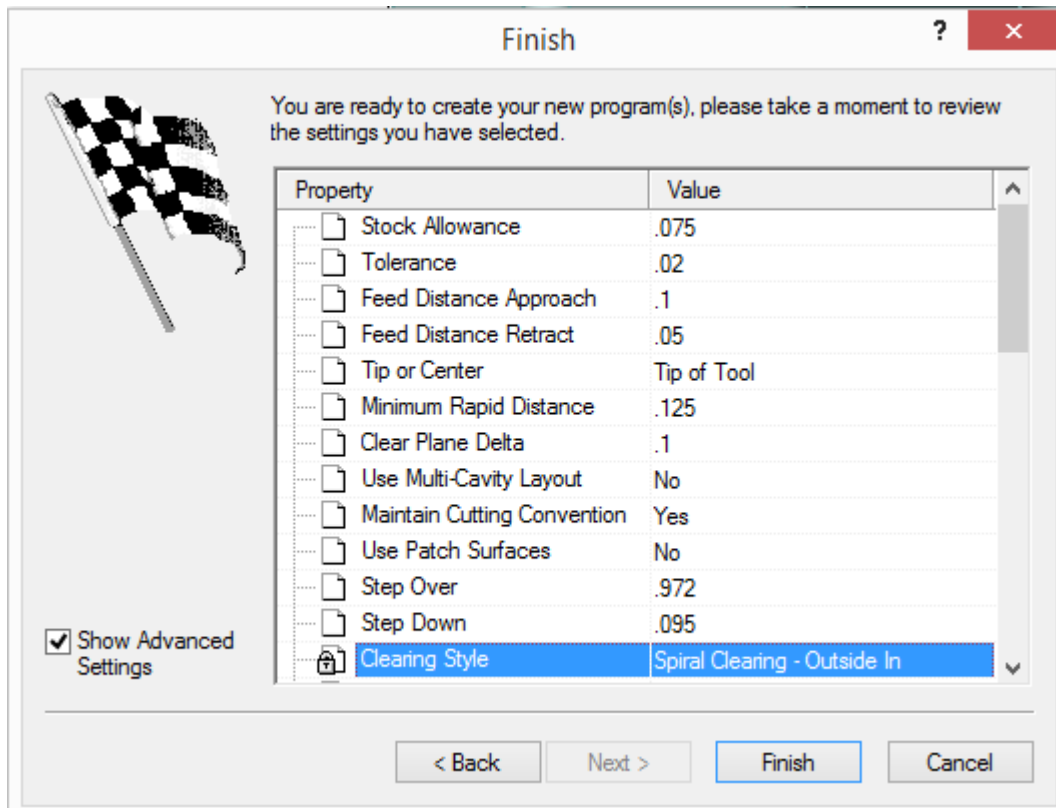 Finish
?
You are ready to create your new program(s), please take a moment to review
the settings you have selected.
Property Value
Stock Allowance .075
Tolerance .02
Feed Distance Approach .1
Feed Distance Retract .05
Tip or Center Tip of Tool
Minimum Rapid Distance .125
Clear Plane Delta .1
Use Multi-Cavity Layout No
Maintain Cutting Convention Yes
Use Patch Surfaces No
Step Over .972
Step Down .095
Clearing Style Spiral Clearing - Outside In
Show Advanced
Settings
< Back Next > Finish Cancel